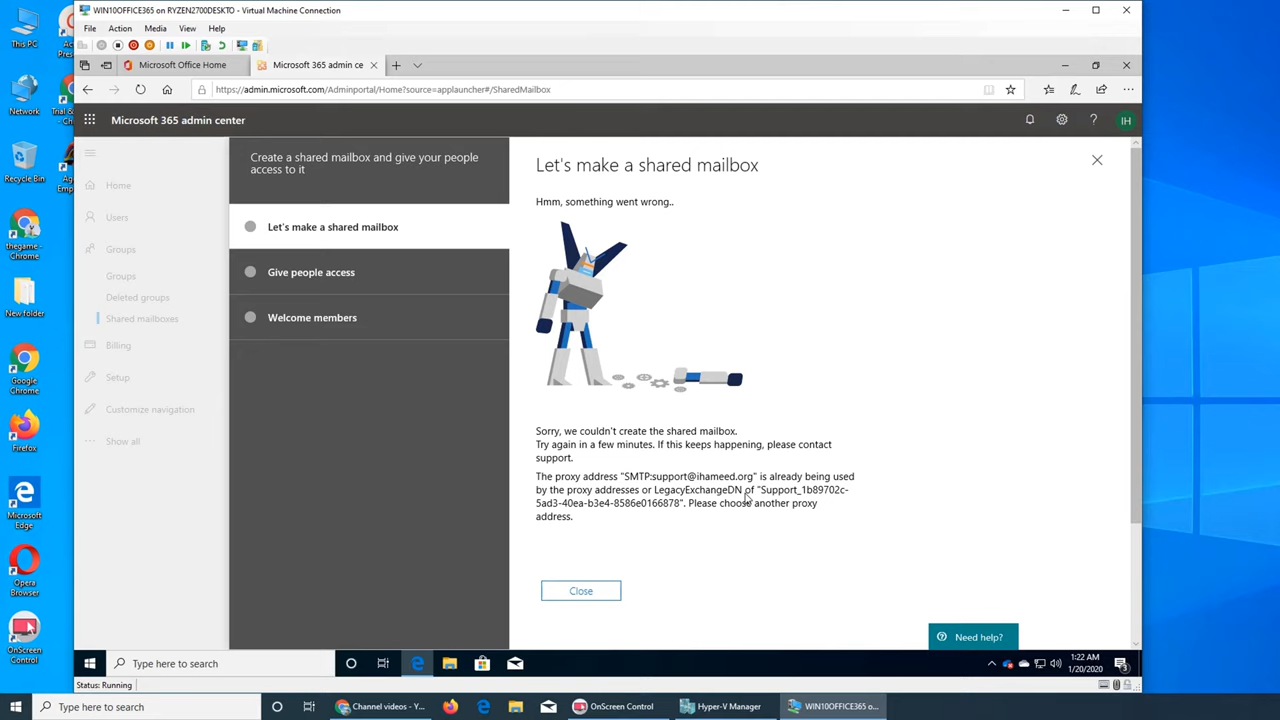 This PC
Network
Recycle Bin
thegame -
Chrome
New folder
Google
Chrome
Firefox
Microsoft
Edge
Opera
Browser
OnScreen
Control
WIN10OFFICE365 on RYZEN2700DESKTO - Virtual Machine Connection
File Action Media View Help
Microsoft Office Home
Microsoft 365 admin ce
https://admin.microsoft.com/Adminportal/Home?source=applauncher#/SharedMailbox
Microsoft 365 admin center
IH
Home
Users
Groups
Groups
Deleted groups
Shared mailboxes
Billing
Setup
Customize navigation
Show all
Create a shared mailbox and give your people
access to it
Let's make a shared mailbox
Give people access
Welcome members
Let's make a shared mailbox
Hmm, something went wrong..
Sorry, we couldn't create the shared mailbox.
Try again in a few minutes. If this keeps happening, please contact
support.
The proxy address "SMTP:support@ihameed.org" is already being used
by the proxy addresses or LegacyExchangeDN of "Support_1b89702c-
5ad3-40ea-b3e4-8586e0166878". Please choose another proxy
address.
Close
Need help?
Type here to search
1:22 AM
1/20/2020
3
Status: Running
Type here to search
Channel videos - Y...
OnScreen Control
Hyper-V Manager
WIN10OFFICE365 o...